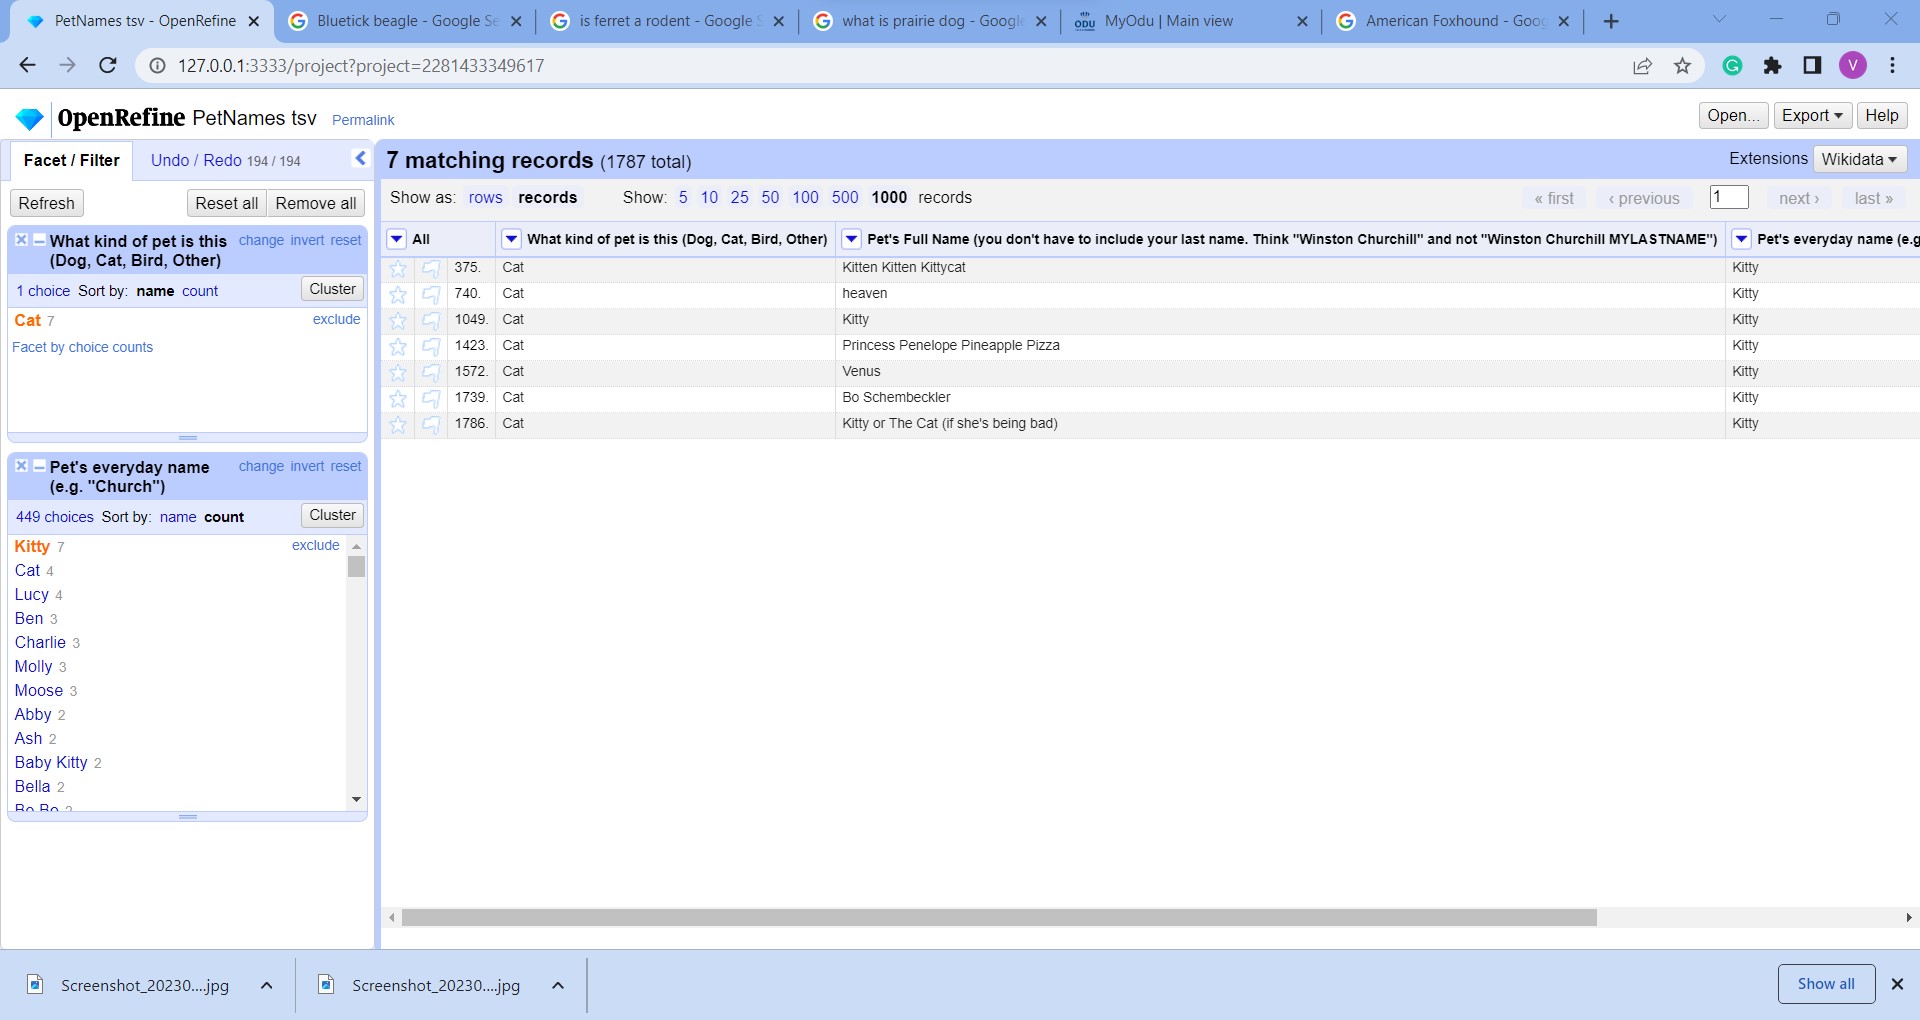 PetNames tsv - OpenRefine
Bluetick beagle - Google Se
is ferret a rodent - Google S
what is prairie dog - Google
MyOdu | Main view
American Foxhound - Goog
127.0.0.1:3333/project?project=2281433349617
V
OpenRefine PetNames tsv Permalink
Open... Export Help
Facet / Filter Undo / Redo 194 / 194
7 matching records (1787 total)
Extensions Wikidata
Refresh Reset all Remove all
Show as: rows records Show: 5 10 25 50 100 500 1000 records
« first ‹ previous 1 next › last »
What kind of pet is this change invert reset
(Dog, Cat, Bird, Other)
1 choice Sort by: name count Cluster
Cat 7 exclude
Facet by choice counts
Pet's everyday name change invert reset
(e.g. "Church")
449 choices Sort by: name count Cluster
Kitty 7 exclude
Cat 4
Lucy 4
Ben 3
Charlie 3
Molly 3
Moose 3
Abby 2
Ash 2
Baby Kitty 2
Bella 2
Bo Bo 2
All What kind of pet is this (Dog, Cat, Bird, Other) Pet's Full Name (you don't have to include your last name. Think "Winston Churchill" and not "Winston Churchill MYLASTNAME") Pet's everyday name (e.g
375. Cat Kitten Kitten Kittycat Kitty
740. Cat heaven Kitty
1049. Cat Kitty Kitty
1423. Cat Princess Penelope Pineapple Pizza Kitty
1572. Cat Venus Kitty
1739. Cat Bo Schembeckler Kitty
1786. Cat Kitty or The Cat (if she's being bad) Kitty
Screenshot_20230....jpg
Screenshot_20230....jpg
Show all